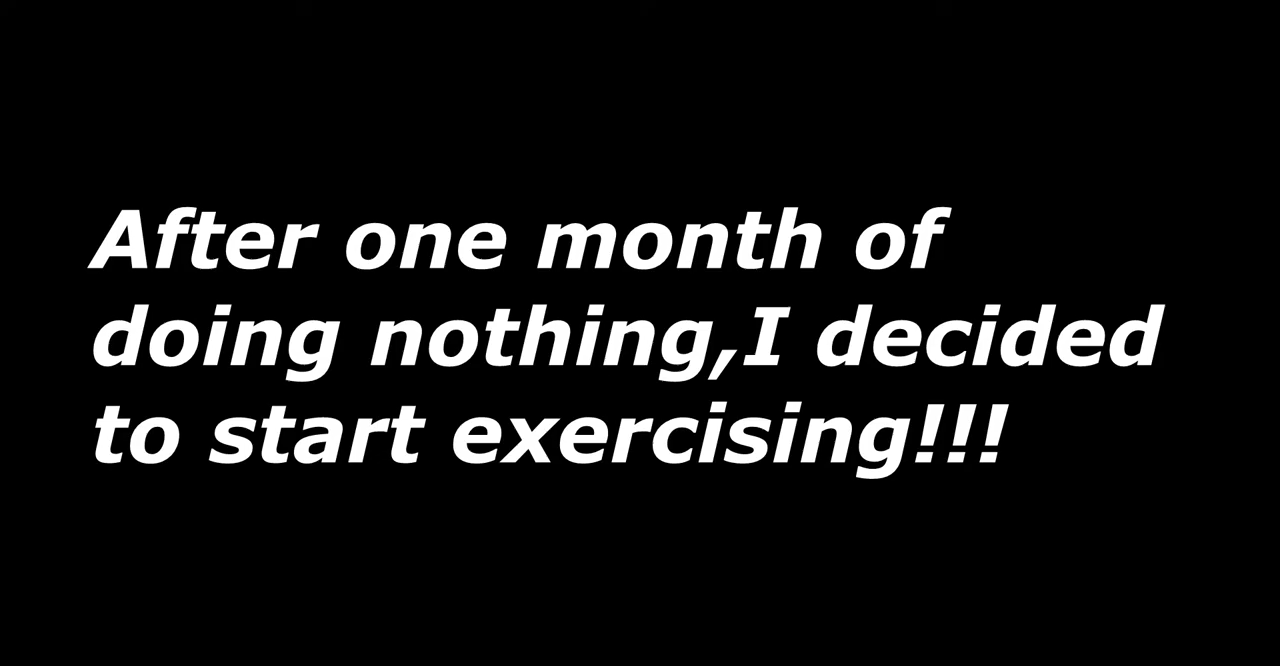 After one month of
doing nothing,I decided
to start exercising!!!